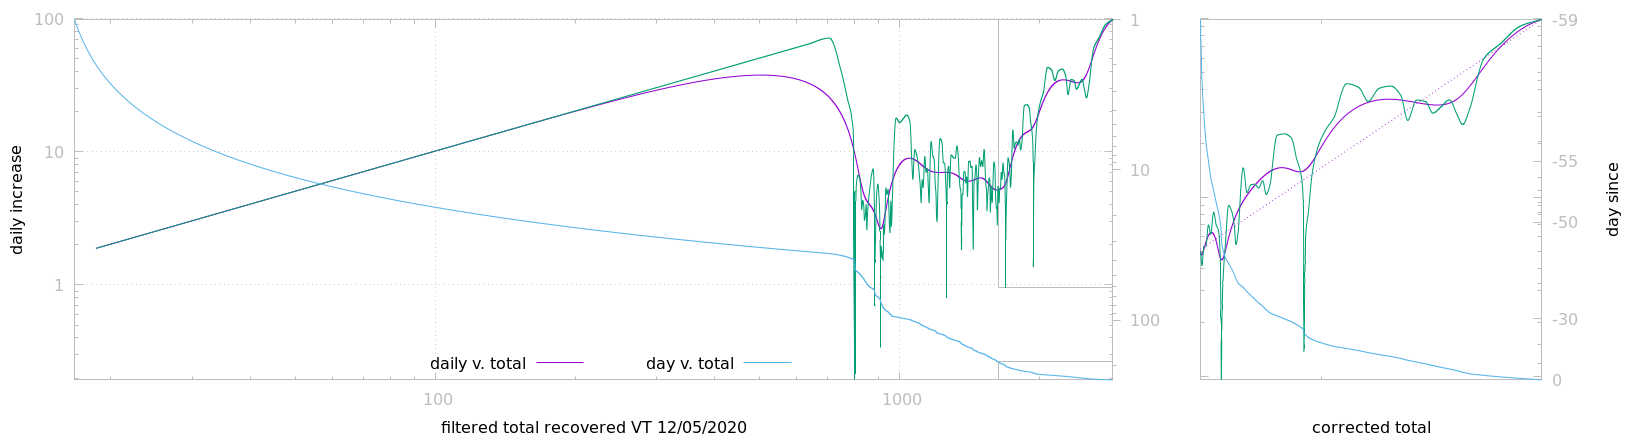 100
10
1
daily increase
daily v. total
day v. total
100
1000
filtered total recovered VT 12/05/2020
1
10
100
-59
-55
-50
-30
0
day since
corrected total